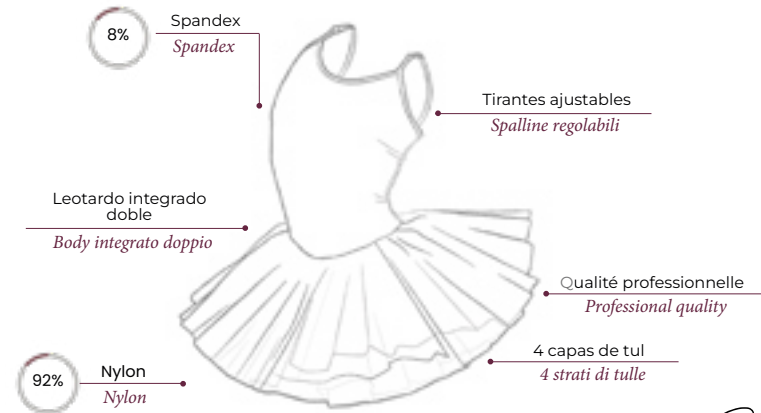 8%
Spandex
Spandex
Tirantes ajustables
Spalline regolabili
Leotardo integrado
doble
Body integrato doppio
Qualité professionnelle
Professional quality
4 capas de tul
4 strati di tulle
92%
Nylon
Nylon